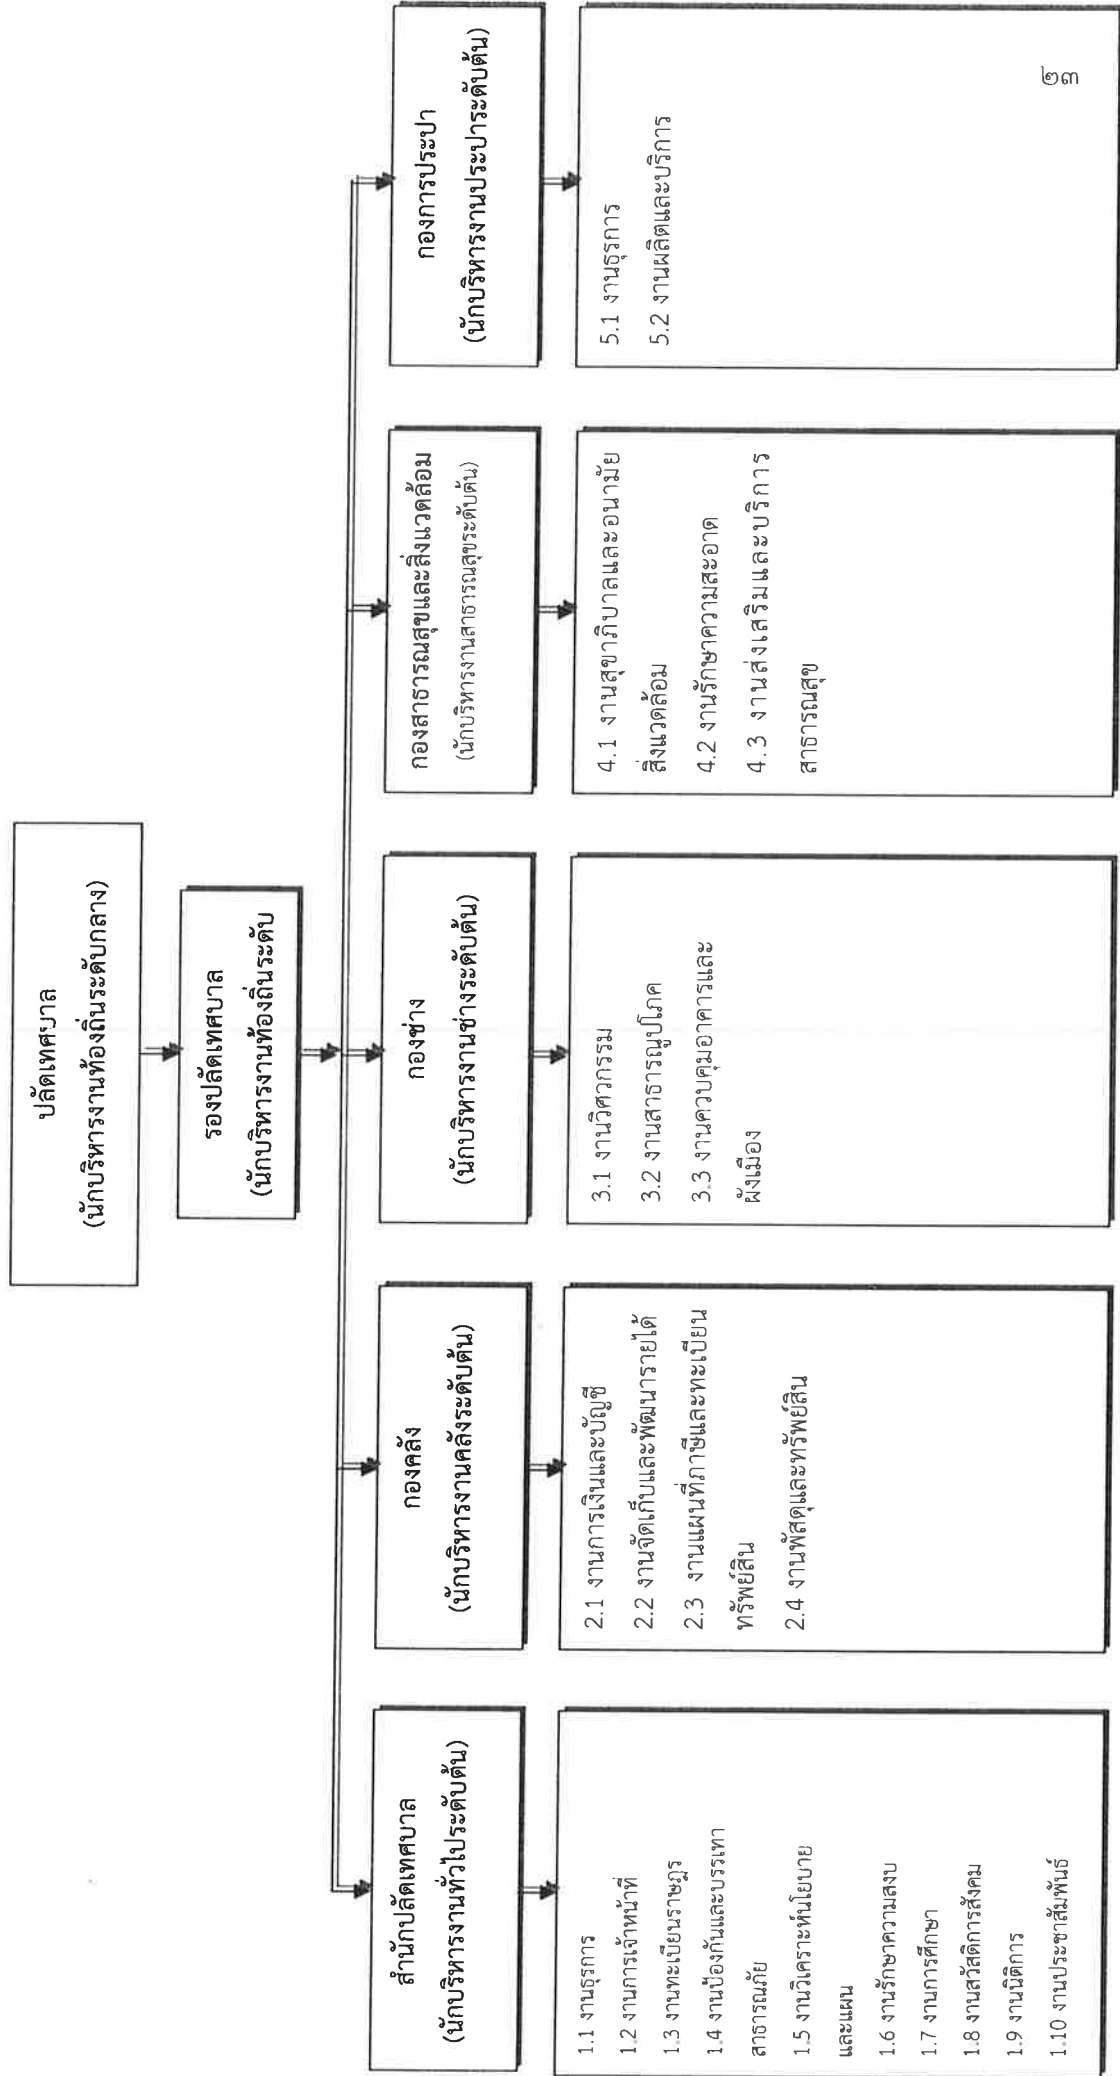 ปลัดเทศบาล
(นักบริหารงานท้องถิ่นระดับกลาง)
รองปลัดเทศบาล
(นักบริหารงานท้องถิ่นระดับ
สำนักปลัดเทศบาล
(นักบริหารงานทั่วไประดับต้น)
1.1 งานธุรการ
1.2 งานการเจ้าหน้าที่
1.3 งานทะเบียนราษฎร
1.4 งานป้องกันและบรรเทา
สาธารณภัย
1.5 งานวิเคราะห์นโยบาย
และแผน
1.6 งานรักษาความสงบ
1.7 งานการศึกษา
1.8 งานสวัสดิการสังคม
1.9 งานนิติการ
1.10 งานประชาสัมพันธ์
กองคลัง
(นักบริหารงานคลังระดับต้น)
2.1 งานการเงินและบัญชี
2.2 งานจัดเก็บและพัฒนารายได้
2.3 งานแผนที่ภาษีและทะเบียน
ทรัพย์สิน
2.4 งานพัสดุและทรัพย์สิน
กองช่าง
(นักบริหารงานช่างระดับต้น)
3.1 งานวิศวกรรม
3.2 งานสาธารณูปโภค
3.3 งานควบคุมอาคารและ
ผังเมือง
กองสาธารณสุขและสิ่งแวดล้อม
(นักบริหารงานสาธารณสุขระดับต้น)
4.1 งานสุขาภิบาลและอนามัย
สิ่งแวดล้อม
4.2 งานรักษาความสะอาด
4.3 งานส่งเสริมและบริการ
สาธารณสุข
กองการประปา
(นักบริหารงานประปาระดับต้น)
5.1 งานธุรการ
5.2 งานผลิตและบริการ
๒๓